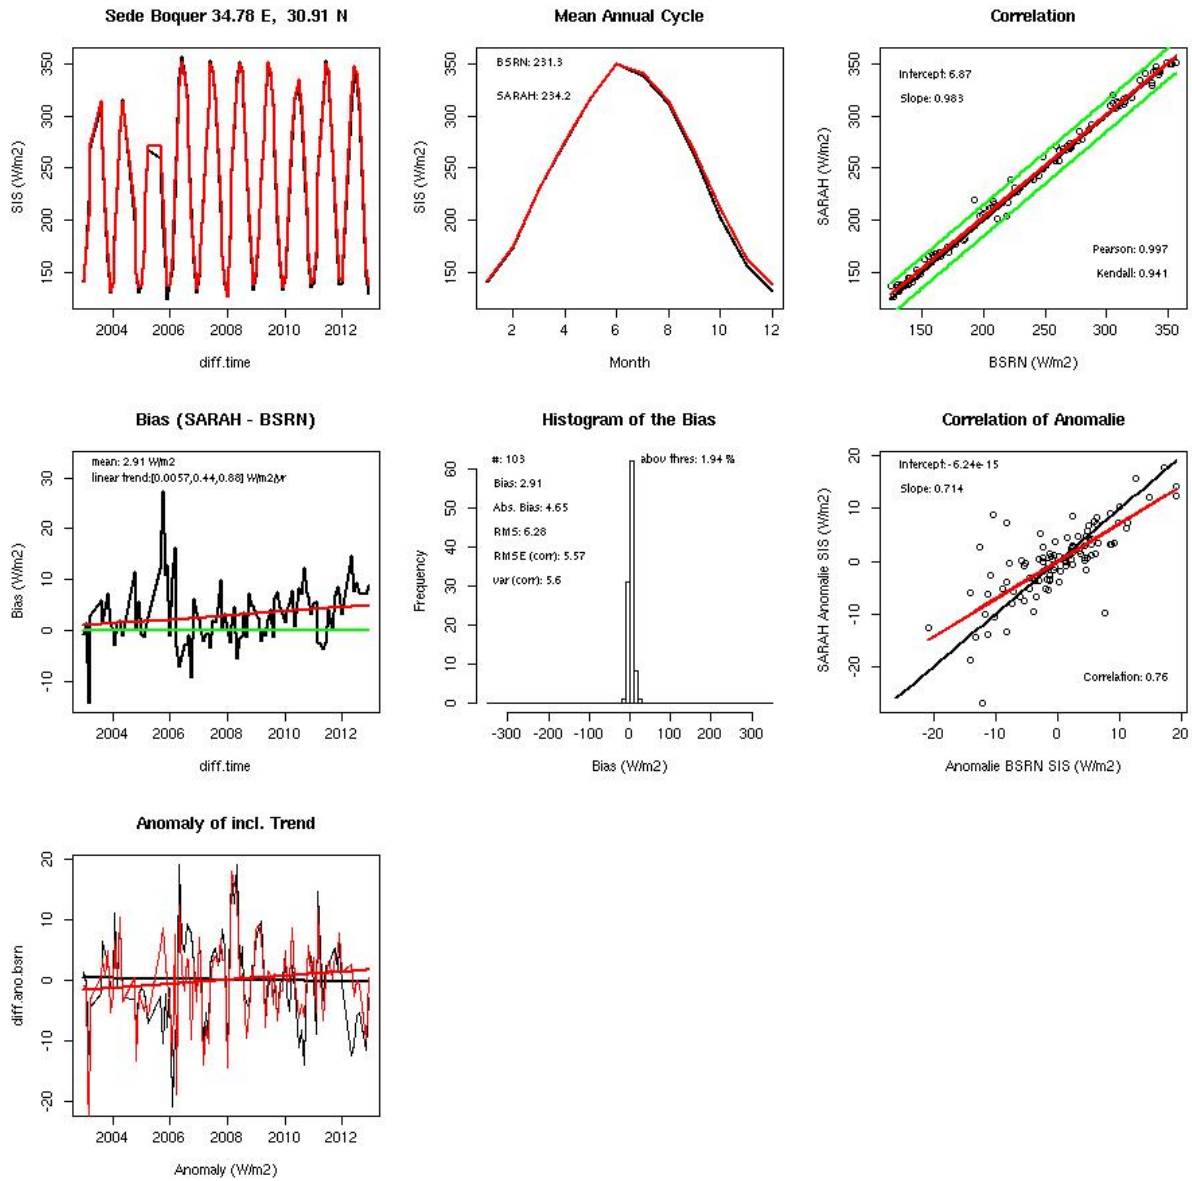 Sede Boquer 34.78 E, 30.91 N
SIS (W/m2)
350
300
250
200
150
2004 2006 2008 2010 2012
diff.time
Mean Annual Cycle
BSRN: 231.3
SARAH: 234.2
SIS (W/m2)
350
300
250
200
150
2 4 6 8 10 12
Month
Correlation
Intercept: 6.87
Slope: 0.983
Pearson: 0.997
Kendall: 0.941
SARAH (W/m2)
350
300
250
200
150
150 200 250 300 350
BSRN (W/m2)
Bias (SARAH - BSRN)
mean: 2.91 W/m2
linear trend:[0.0057,0.44,0.88] W/m2/yr
Bias (W/m2)
30
20
10
0
-10
2004 2006 2008 2010 2012
diff.time
Histogram of the Bias
#: 103
abov thres: 1.94 %
Bias: 2.91
Abs. Bias: 4.65
RMS: 6.28
RMSE (corr): 5.57
var (corr): 5.6
Frequency
60
50
40
30
20
10
0
-300 -200 -100 0 100 200 300
Bias (W/m2)
Correlation of Anomalie
Intercept:-6.24e-15
Slope: 0.714
Correlation: 0.76
SARAH Anomalie SIS (W/m2)
20
10
0
-10
-20
-20 -10 0 10 20
Anomalie BSRN SIS (W/m2)
Anomaly of incl. Trend
diff.ano.bsrn
20
10
0
-10
-20
2004 2006 2008 2010 2012
Anomaly (W/m2)